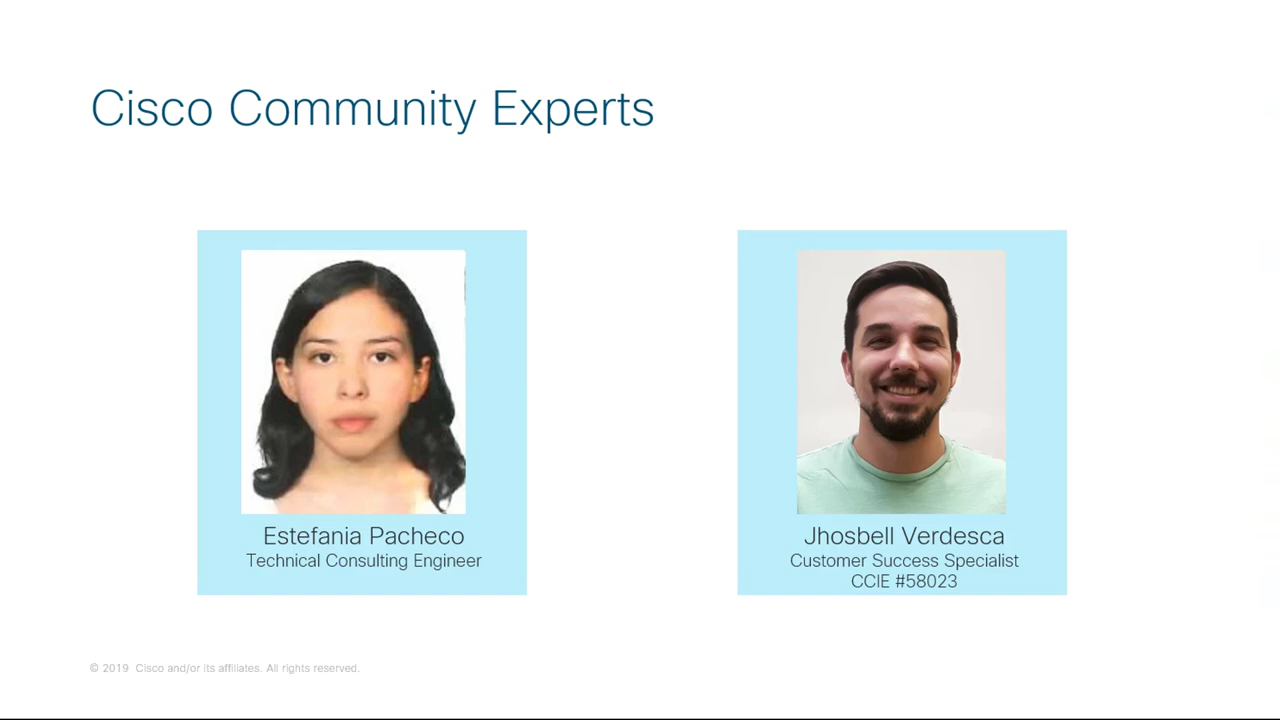 Cisco Community Experts
Estefania Pacheco
Technical Consulting Engineer
Jhosbell Verdesca
Customer Success Specialist
CCIE #58023
© 2019 Cisco and/or its affiliates. All rights reserved.